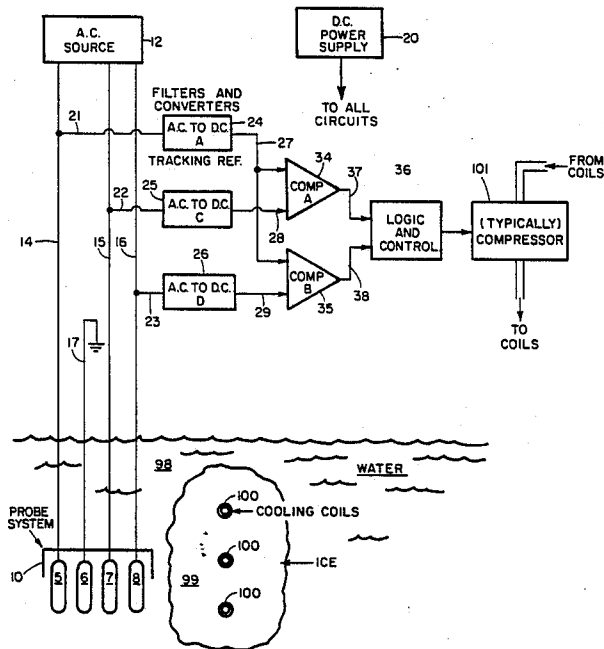 A.C.
SOURCE
12
D.C.
POWER
SUPPLY
20
TO ALL
CIRCUITS
FILTERS AND
CONVERTERS
21
A.C. TO D.C.
A
24
TRACKING REF.
27
34
COMP
A
37
36
22
25
A.C. TO D.C.
C
28
LOGIC
AND
CONTROL
101
FROM
COILS
(TYPICALLY)
COMPRESSOR
TO
COILS
14
15
16
26
A.C. TO D.C.
D
23
29
COMP
B
35
38
17
98
WATER
100
COOLING COILS
PROBE
SYSTEM
10
5
6
7
8
99
100
ICE
100